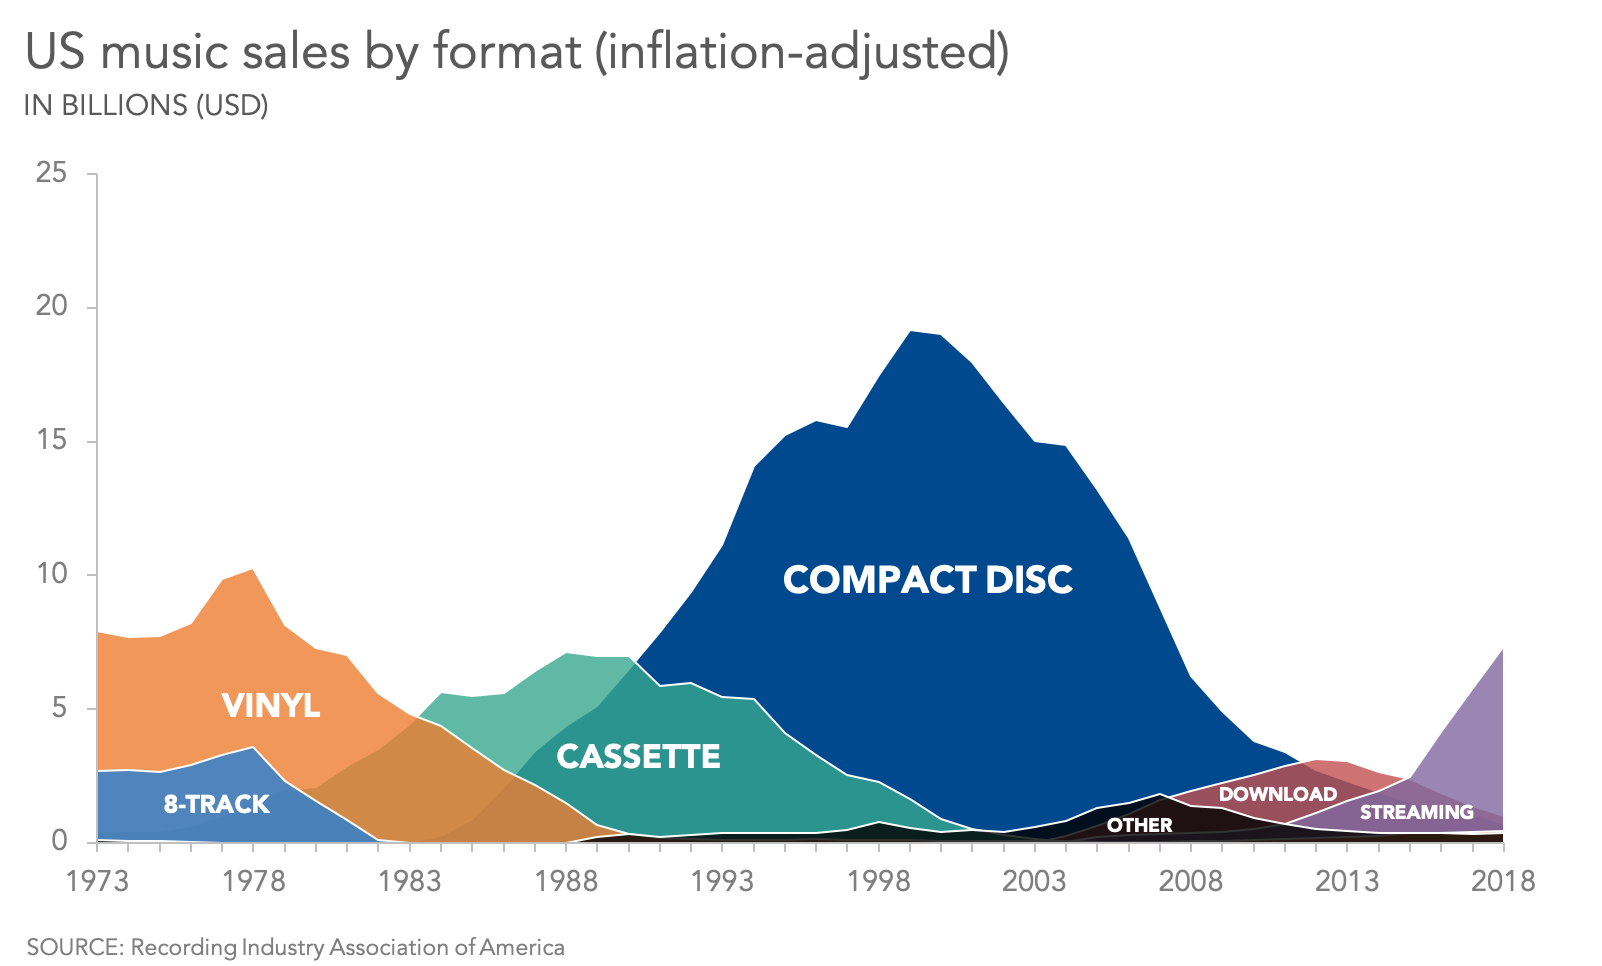 US music sales by format (inflation-adjusted)
IN BILLIONS (USD)
25
20
15
10
5
0
VINYL
8-TRACK
CASSETTE
COMPACT DISC
OTHER
DOWNLOAD
STREAMING
1973 1978 1983 1988 1993 1998 2003 2008 2013 2018
SOURCE: Recording Industry Association of America